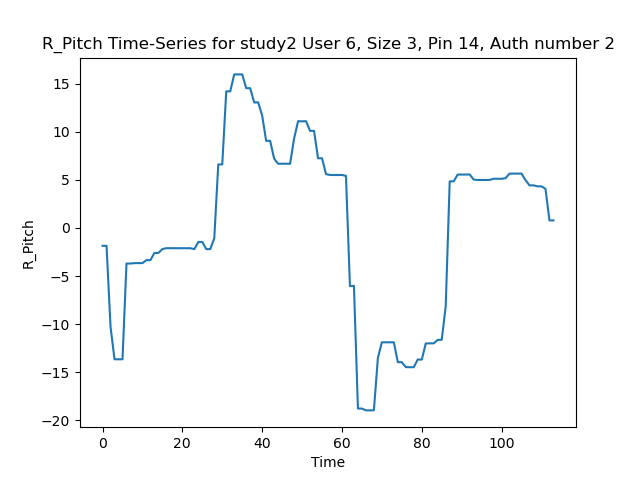 R_Pitch Time-Series for study2 User 6, Size 3, Pin 14, Auth number 2
15
10
5
0
−5
−10
−15
−20
R_Pitch
0 20 40 60 80 100
Time